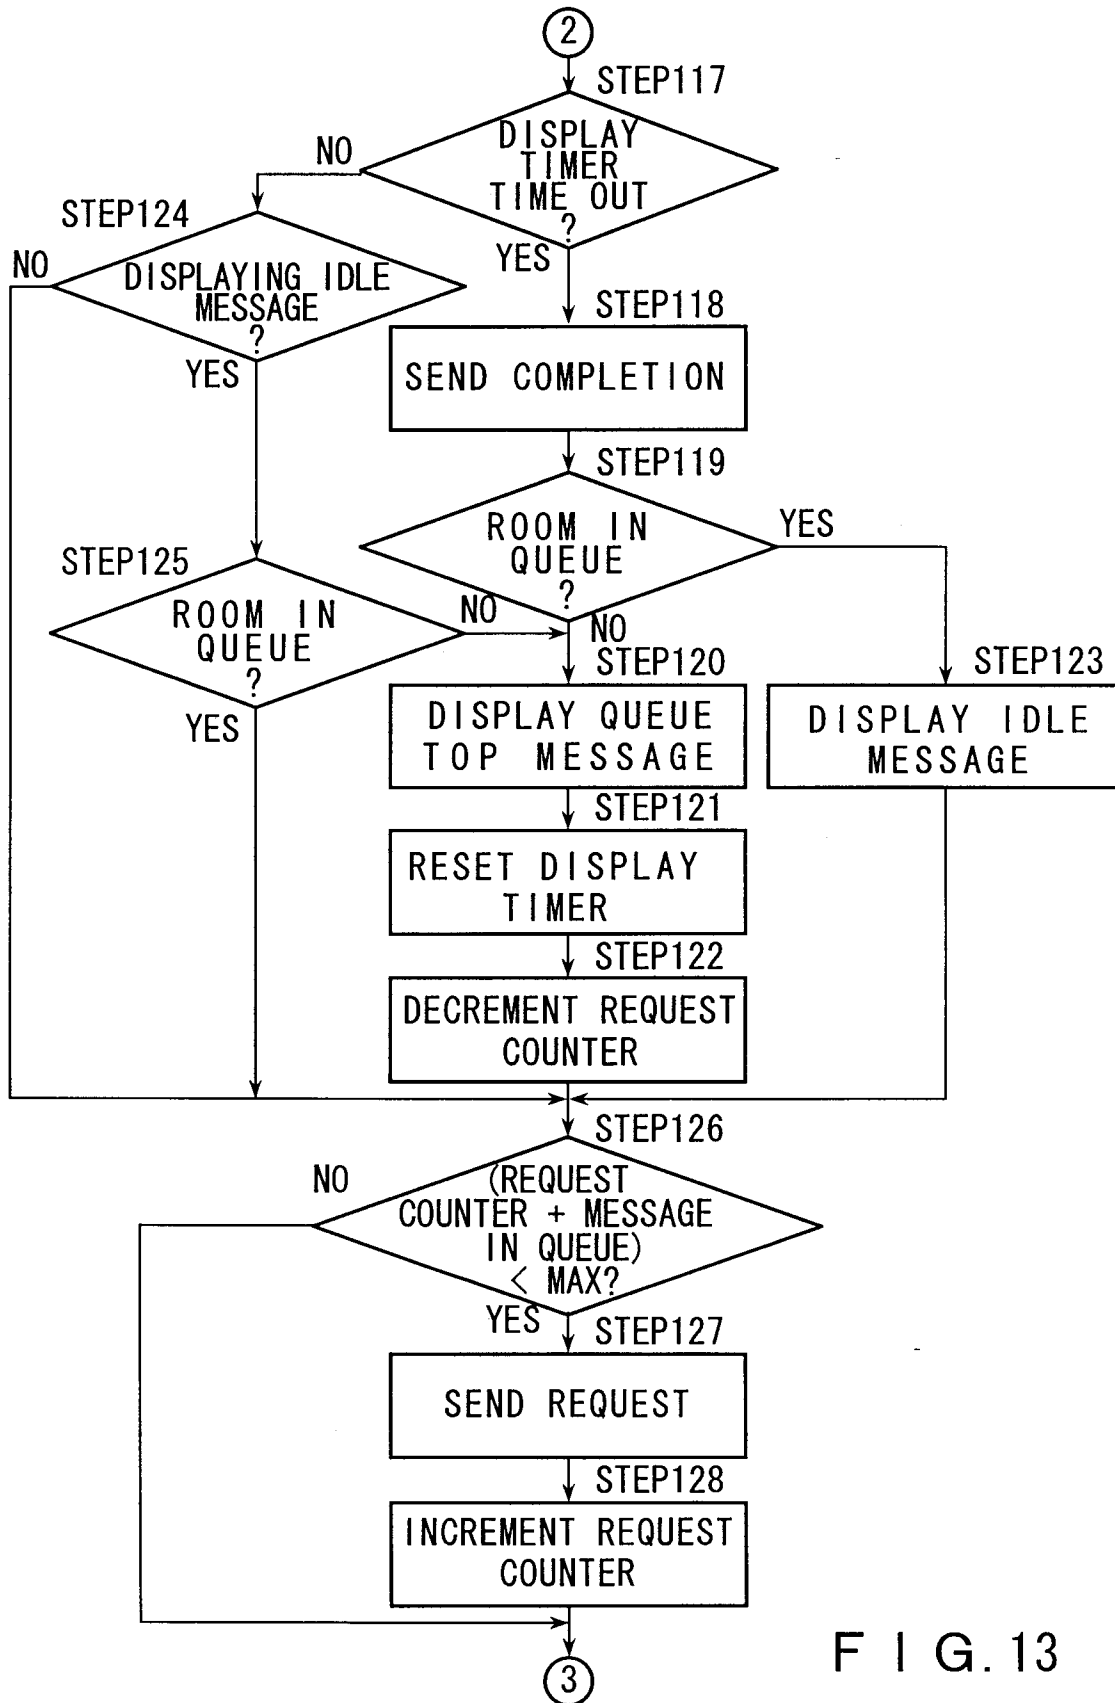 2
STEP117
DISPLAY
TIMER
TIME OUT
?
NO
YES
STEP124
NO
DISPLAYING IDLE
MESSAGE
?
YES
STEP118
SEND COMPLETION
STEP119
ROOM IN
QUEUE
?
YES
NO
STEP125
ROOM IN
QUEUE
?
NO
YES
STEP120
DISPLAY QUEUE
TOP MESSAGE
STEP123
DISPLAY IDLE
MESSAGE
STEP121
RESET DISPLAY
TIMER
STEP122
DECREMENT REQUEST
COUNTER
STEP126
NO
(REQUEST
COUNTER + MESSAGE
IN QUEUE)
< MAX?
YES
STEP127
SEND REQUEST
STEP128
INCREMENT REQUEST
COUNTER
3
FIG.13